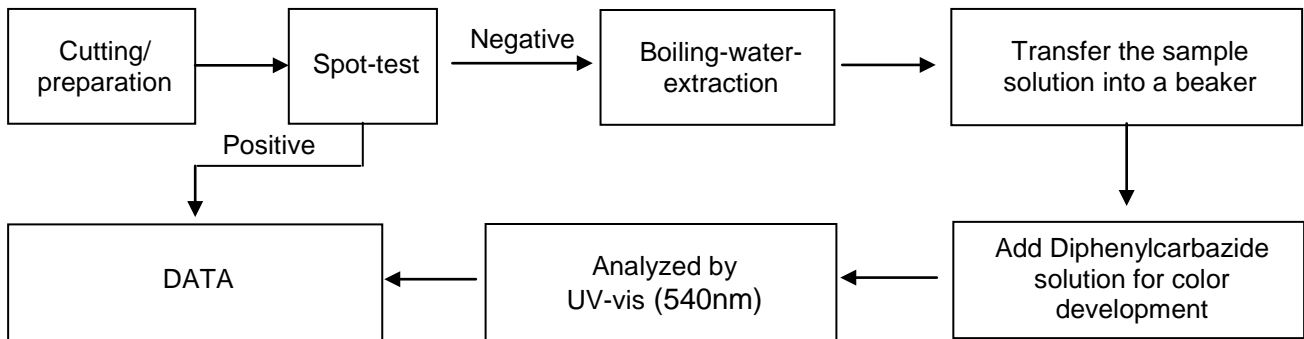 Cutting/
preparation
Spot-test
Negative
Boiling-water-
extraction
Transfer the sample
solution into a beaker
Positive
DATA
Analyzed by
UV-vis (540nm)
Add Diphenylcarbazide
solution for color
development